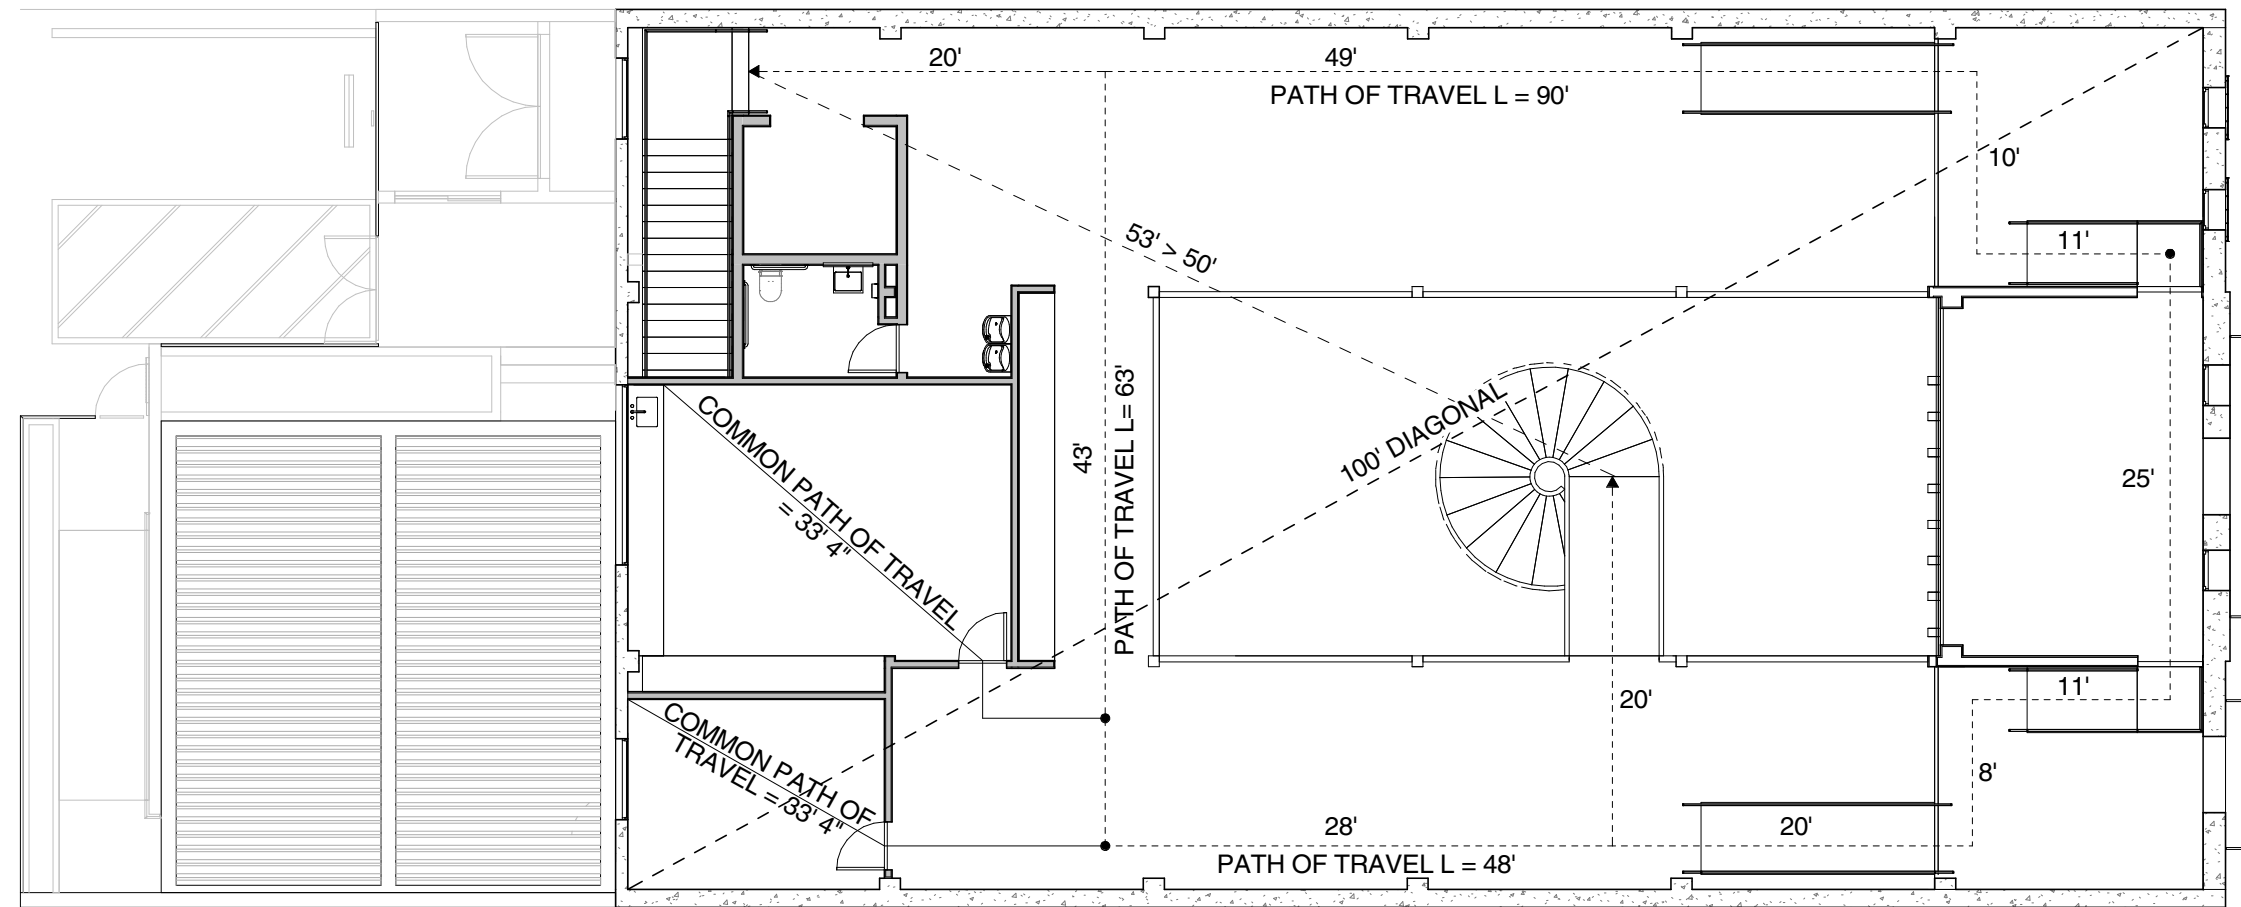 20'
49'
PATH OF TRAVEL L = 90'
10'
11'
53' > 50'
COMMON PATH OF TRAVEL
= 33' 4"
43'
PATH OF TRAVEL L= 63'
100' DIAGONAL
25'
11'
20'
8'
COMMON PATH OF
TRAVEL = 33' 4"
28'
20'
PATH OF TRAVEL L = 48'